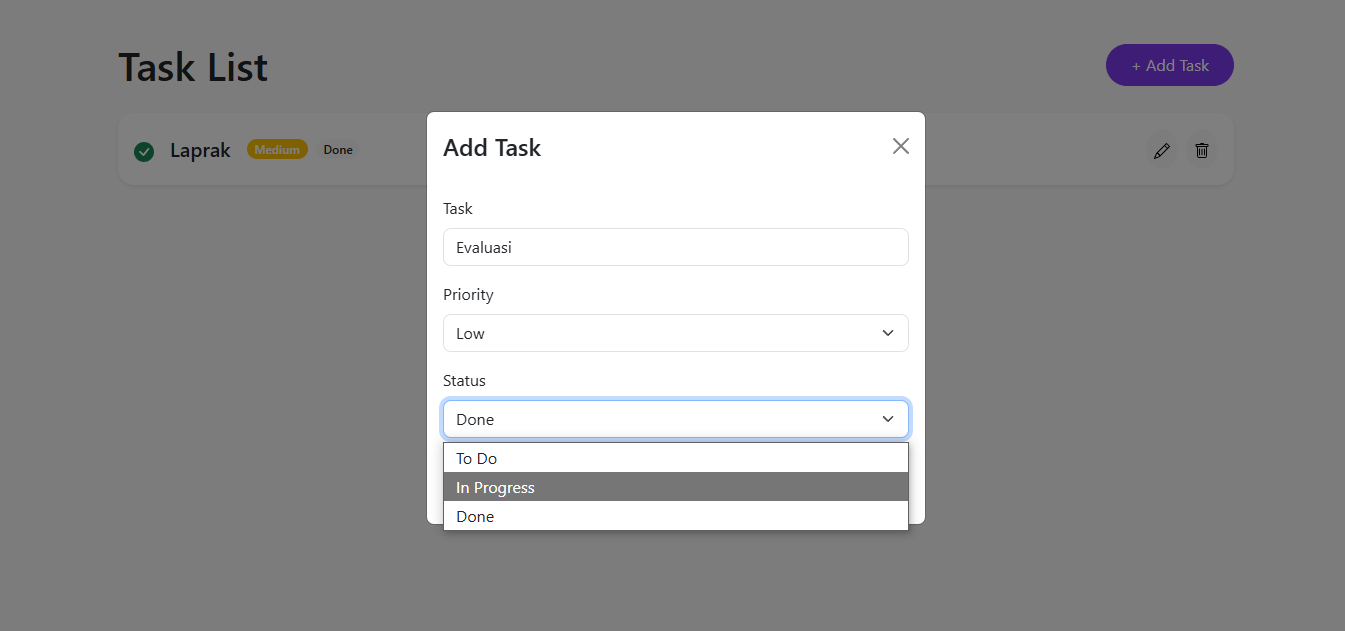 Task List
+ Add Task
Laprak Medium Done
Add Task
Task
Evaluasi
Priority
Low
Status
Done
To Do
In Progress
Done